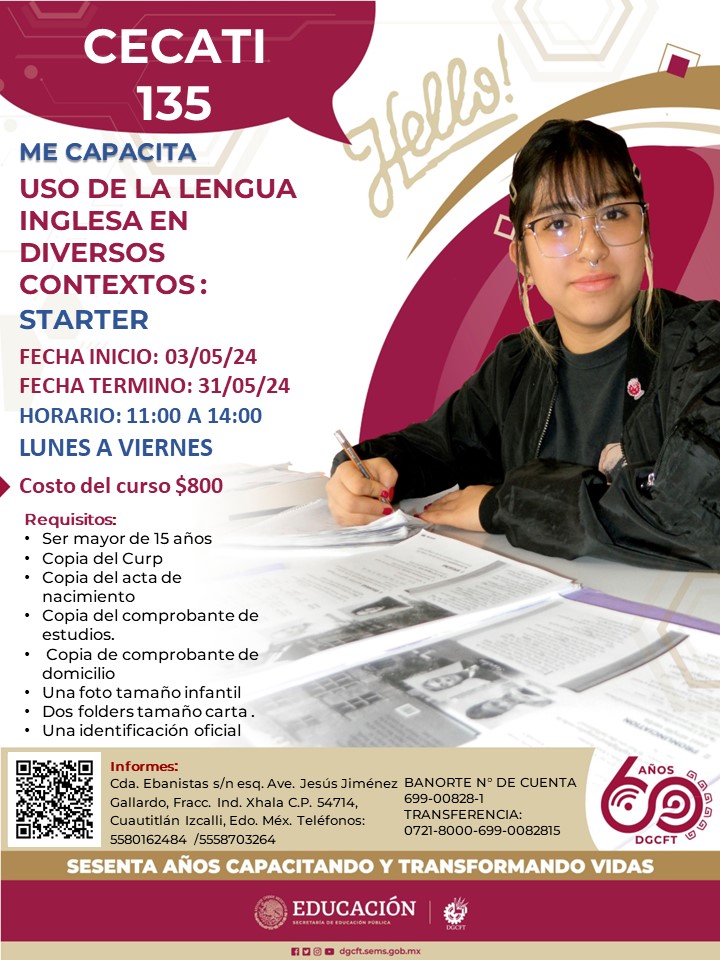 CECATI
135
Hello!
ME CAPACITA
USO DE LA LENGUA
INGLESA EN
DIVERSOS
CONTEXTOS :
STARTER
FECHA INICIO: 03/05/24
FECHA TERMINO: 31/05/24
HORARIO: 11:00 A 14:00
LUNES A VIERNES
Costo del curso $800
Requisitos:
• Ser mayor de 15 años
• Copia del Curp
• Copia del acta de
nacimiento
• Copia del comprobante de
estudios.
• Copia de comprobante de
domicilio
• Una foto tamaño infantil
• Dos folders tamaño carta .
• Una identificación oficial
Informes:
Cda. Ebanistas s/n esq. Ave. Jesús Jiménez
Gallardo, Fracc. Ind. Xhala C.P. 54714,
Cuautitlán Izcalli, Edo. Méx. Teléfonos:
5580162484 /5558703264
BANORTE N° DE CUENTA
699-00828-1
TRANSFERENCIA:
0721-8000-699-0082815
60 AÑOS
DGCFT
SESENTA AÑOS CAPACITANDO Y TRANSFORMANDO VIDAS
EDUCACIÓN
SECRETARÍA DE EDUCACIÓN PÚBLICA
DGCFT
dgcft.sems.gob.mx